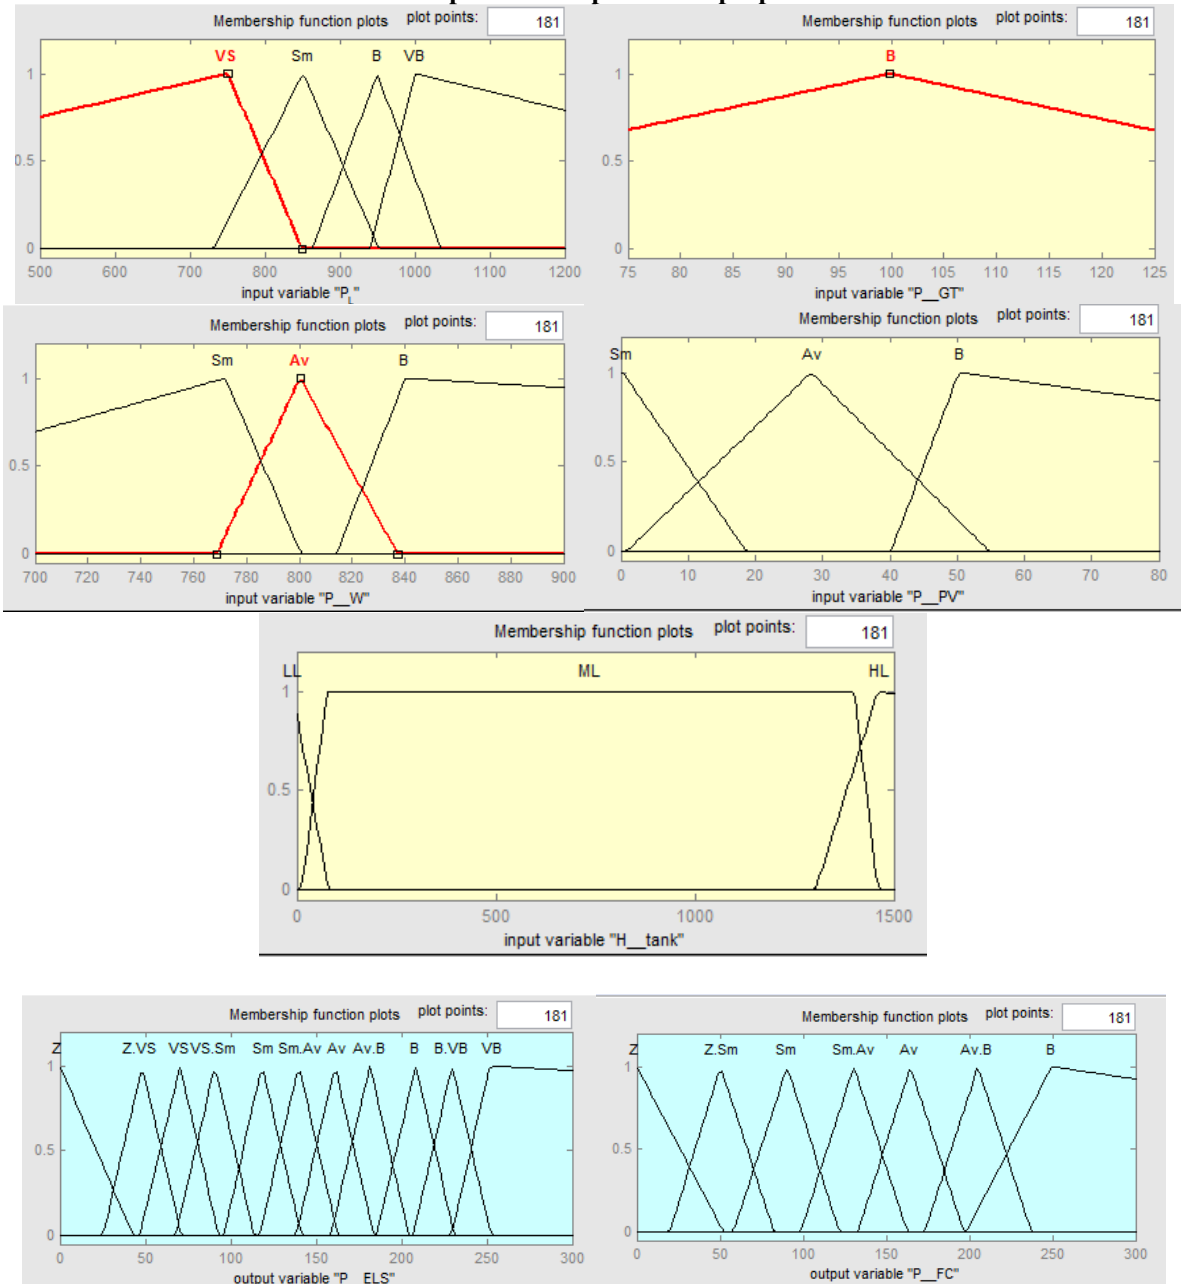 Membership function plots plot points: 181
VS Sm B VB
1
0.5
0
500 600 700 800 900 1000 1100 1200
input variable "P_L"
Membership function plots plot points: 181
B
1
0.5
0
75 80 85 90 95 100 105 110 115 120 125
input variable "P__GT"
Membership function plots plot points: 181
Sm Av B
1
0.5
0
700 720 740 760 780 800 820 840 860 880 900
input variable "P__W"
Membership function plots plot points: 181
Sm Av B
1
0.5
0
0 10 20 30 40 50 60 70 80
input variable "P__PV"
Membership function plots plot points: 181
LL ML HL
1
0.5
0
0 500 1000 1500
input variable "H__tank"
Membership function plots plot points: 181
Z Z.VS VS VS.Sm Sm Sm.Av Av Av.B B B.VB VB
1
0.5
0
0 50 100 150 200 250 300
output variable "P__ELS"
Membership function plots plot points: 181
Z Z.Sm Sm Sm.Av Av Av.B B
1
0.5
0
0 50 100 150 200 250 300
output variable "P__FC"